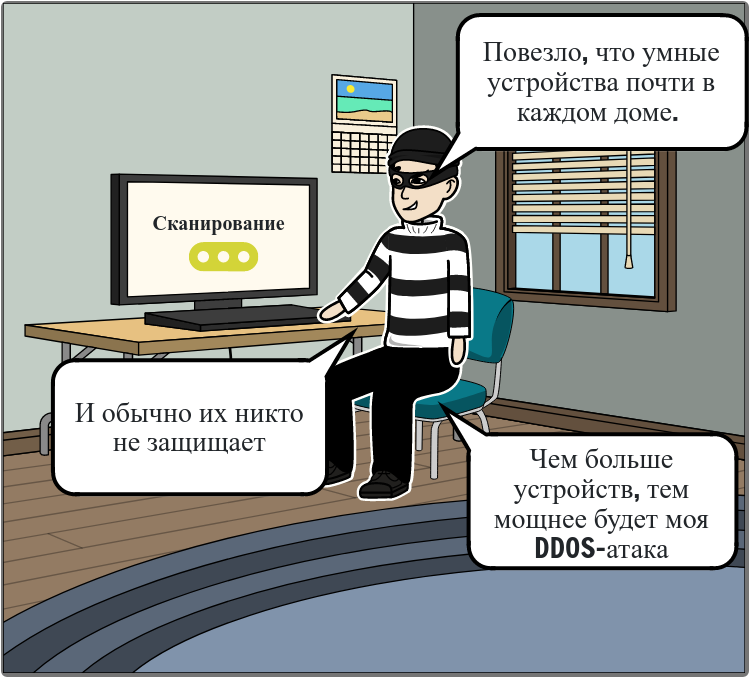 Повезло, что умные
устройства почти в
каждом доме.
Сканирование
И обычно их никто
не защищает
Чем больше
устройств, тем
мощнее будет моя
DDOS-атака